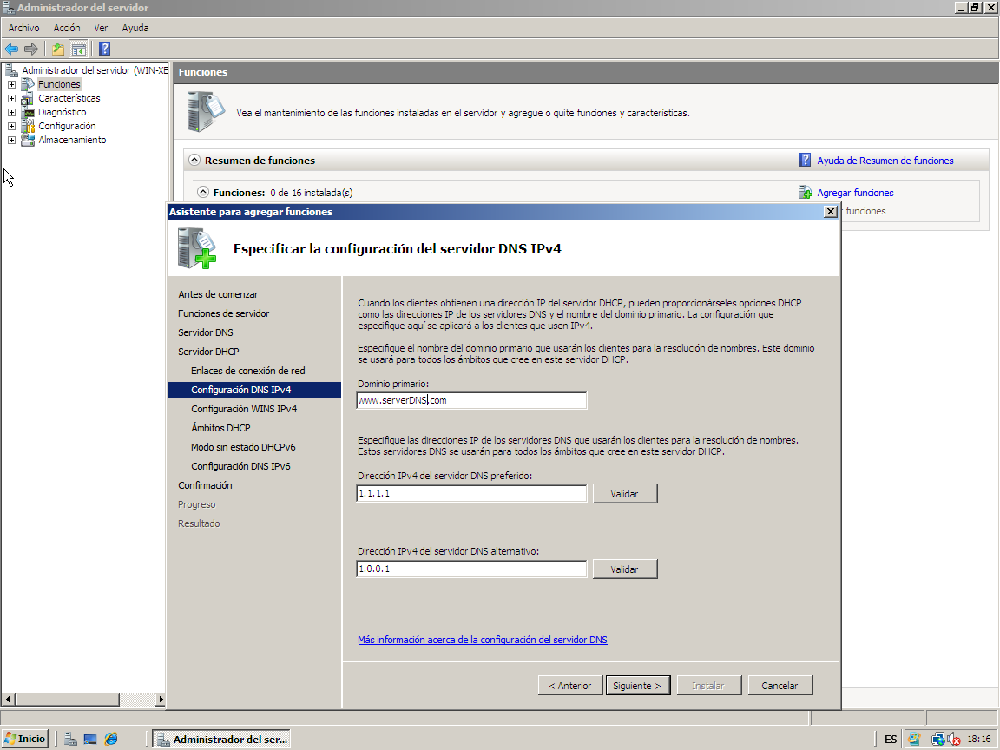 Administrador del servidor
Archivo Acción Ver Ayuda
Administrador del servidor (WIN-XE
Funciones
Características
Diagnóstico
Configuración
Almacenamiento
Funciones
Vea el mantenimiento de las funciones instaladas en el servidor y agregue o quite funciones y características.
Resumen de funciones
Ayuda de Resumen de funciones
Funciones: 0 de 16 instalada(s)
Agregar funciones
funciones
Asistente para agregar funciones
Especificar la configuración del servidor DNS IPv4
Antes de comenzar
Funciones de servidor
Servidor DNS
Servidor DHCP
Enlaces de conexión de red
Configuración DNS IPv4
Configuración WINS IPv4
Ámbitos DHCP
Modo sin estado DHCPv6
Configuración DNS IPv6
Confirmación
Progreso
Resultado
Cuando los clientes obtienen una dirección IP del servidor DHCP, pueden proporcionárseles opciones DHCP
como las direcciones IP de los servidores DNS y el nombre del dominio primario. La configuración que
especifique aquí se aplicará a los clientes que usen IPv4.
Especifique el nombre del dominio primario que usarán los clientes para la resolución de nombres. Este dominio
se usará para todos los ámbitos que cree en este servidor DHCP.
Dominio primario:
www.serverDNS.com
Especifique las direcciones IP de los servidores DNS que usarán los clientes para la resolución de nombres.
Estos servidores DNS se usarán para todos los ámbitos que cree en este servidor DHCP.
Dirección IPv4 del servidor DNS preferido:
1.1.1.1 Validar
Dirección IPv4 del servidor DNS alternativo:
1.0.0.1 Validar
Más información acerca de la configuración del servidor DNS
< Anterior Siguiente > Instalar Cancelar
Inicio Administrador del ser... ES 18:16